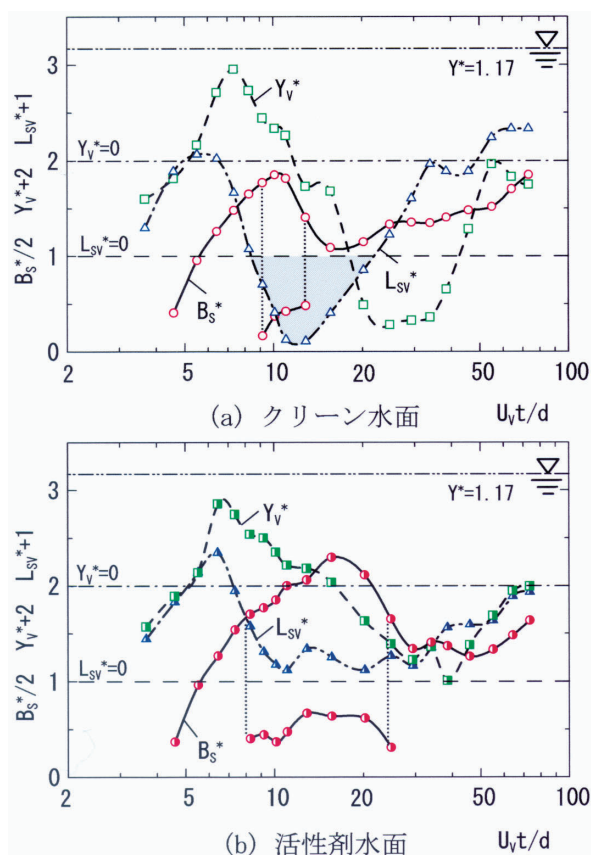 B_S*/2 Y_V*+2 L_SV*+1
3
2
1
0
Y*=1.17
Y_V*
Y_V*=0
L_SV*=0
L_SV*
B_S*
2 5 10 20 50 100
(a) クリーン水面 U_Vt/d
B_S*/2 Y_V*+2 L_SV*+1
3
2
1
0
Y*=1.17
Y_V*
Y_V*=0
L_SV*
L_SV*=0
B_S*
2 5 10 20 50 100
(b) 活性剤水面 U_Vt/d